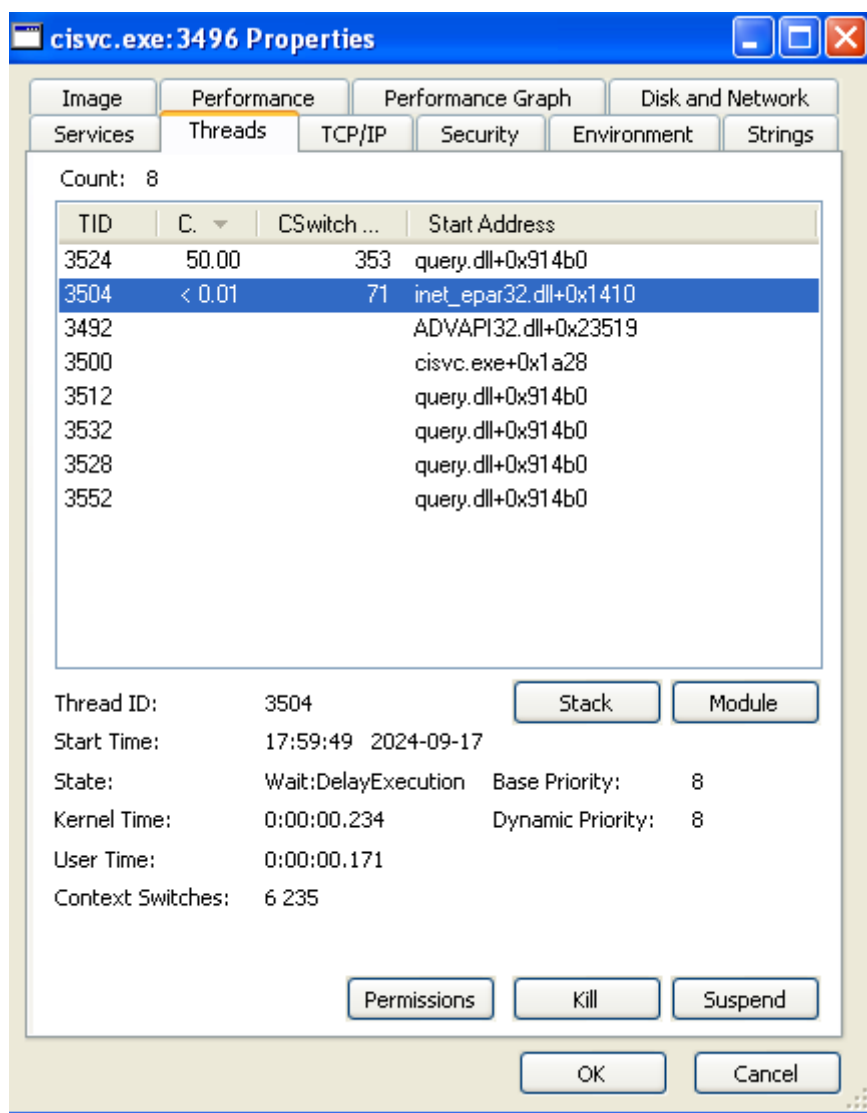 cisvc.exe:3496 Properties
Image Performance Performance Graph Disk and Network
Services Threads TCP/IP Security Environment Strings
Count: 8
TID C. CSwitch ... Start Address
3524 50.00 353 query.dll+0x914b0
3504 < 0.01 71 inet_epar32.dll+0x1410
3492 ADVAPI32.dll+0x23519
3500 cisvc.exe+0x1a28
3512 query.dll+0x914b0
3532 query.dll+0x914b0
3528 query.dll+0x914b0
3552 query.dll+0x914b0
Thread ID: 3504 Stack Module
Start Time: 17:59:49 2024-09-17
State: Wait:DelayExecution Base Priority: 8
Kernel Time: 0:00:00.234 Dynamic Priority: 8
User Time: 0:00:00.171
Context Switches: 6 235
Permissions Kill Suspend
OK Cancel